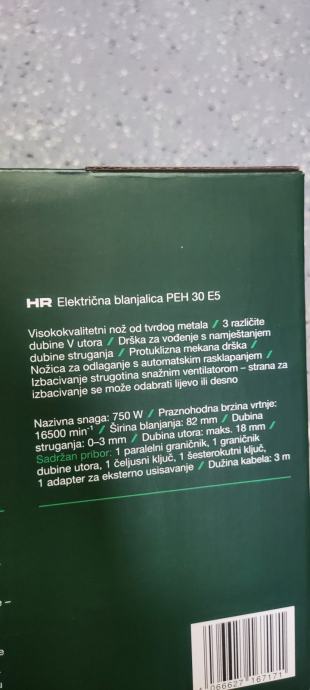 HR Električna blanjalica PEH 30 E5
Visokokvalitetni nož od tvrdog metala / 3 različite
dubine V utora / Drška za vođenje s namještanjem
dubine struganja / Protuklizna mekana drška /
Nožica za odlaganje s automatskim rasklapanjem /
Izbacivanje strugotina snažnim ventilatorom – strana za
izbacivanje se može odabrati lijevo ili desno
Nazivna snaga: 750 W / Praznohodna brzina vrtnje:
16500 min⁻¹ / Širina blanjanja: 82 mm / Dubina
struganja: 0–3 mm / Dubina utora: maks. 18 mm /
Sadržan pribor: 1 paralelni graničnik, 1 graničnik
dubine utora, 1 čeljusni ključ, 1 šesterokutni ključ,
1 adapter za eksterno usisavanje / Dužina kabela: 3 m
066627 167171